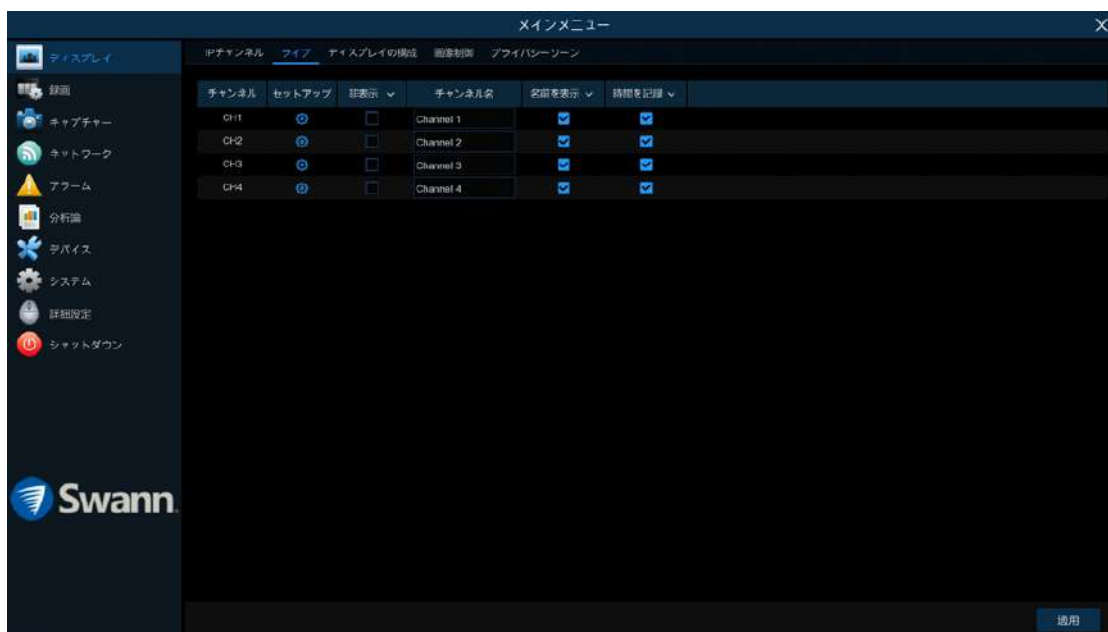 メインメニュー
X
ディスプレイ
録画
キャプチャー
ネットワーク
アラーム
分析論
デバイス
システム
詳細設定
シャットダウン
Swann
IPチャンネル ライブ ディスプレイの構成 画像制御 プライバシーゾーン
チャンネル セットアップ 非表示 チャンネル名 名前を表示 時間を記録
CH1 Channel 1
CH2 Channel 2
CH3 Channel 3
CH4 Channel 4
適用